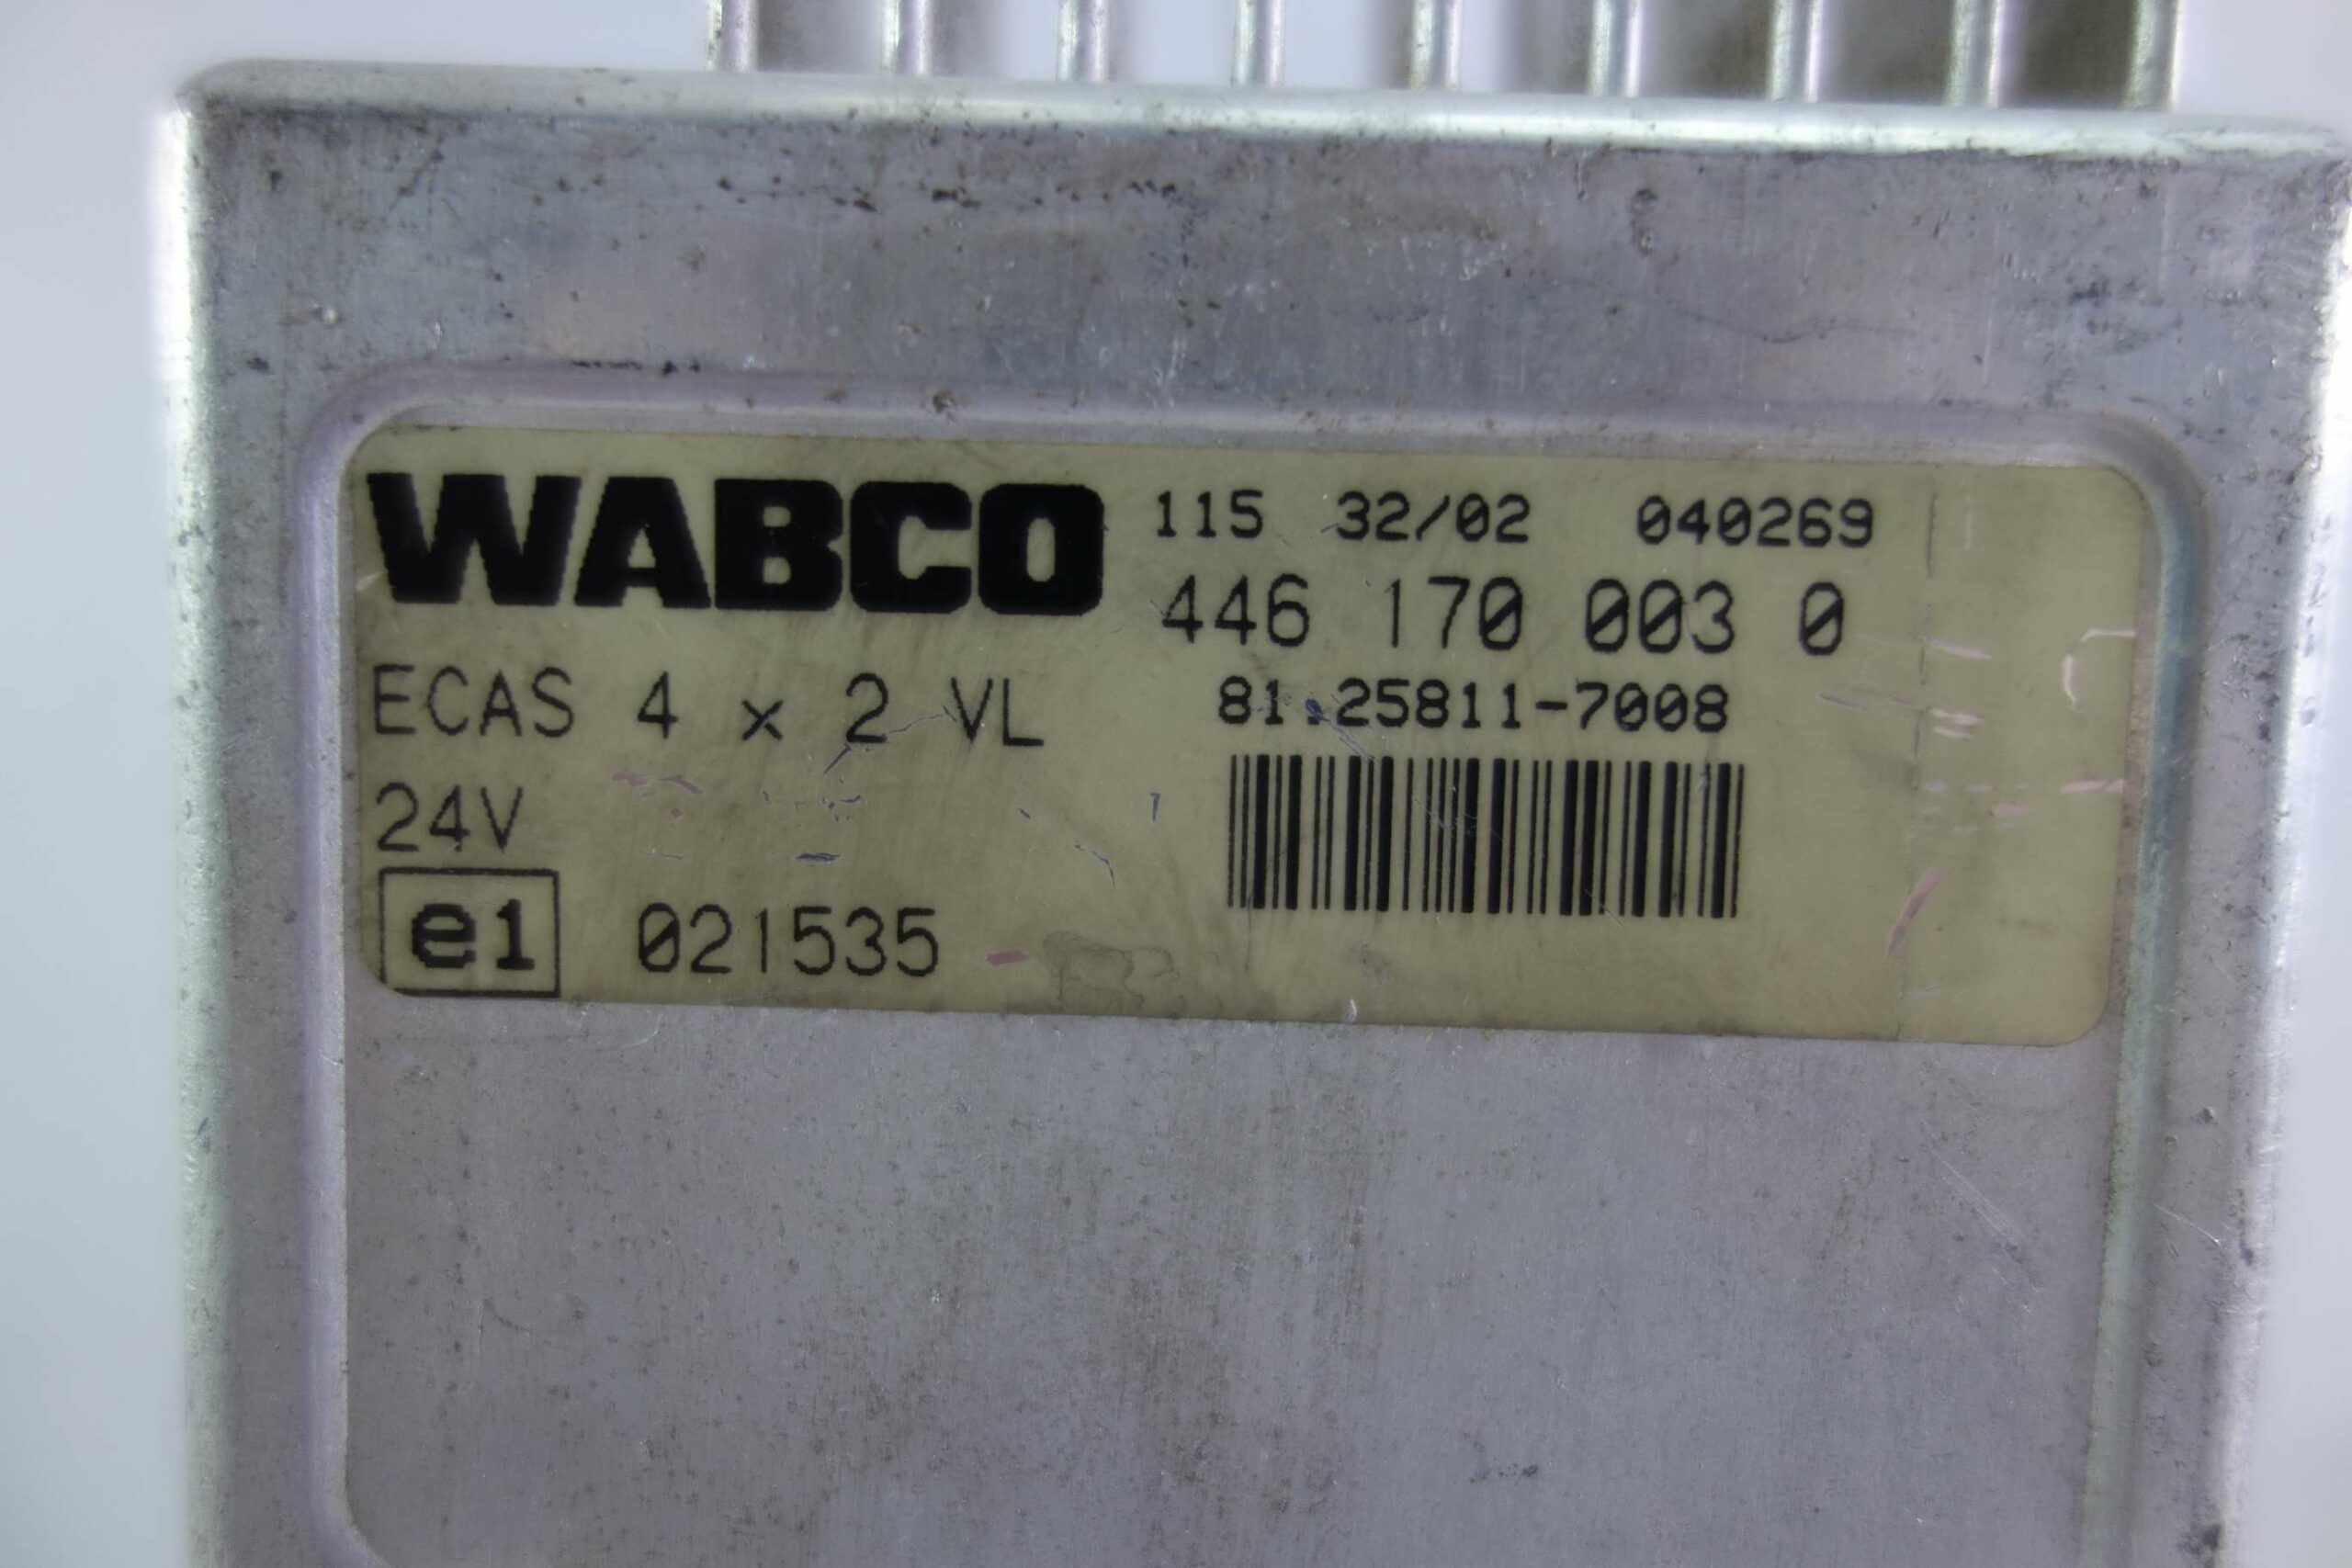 WABCO 115 32/02 040269
446 170 003 0
ECAS 4 x 2 VL 81.25811-7008
24V
e1 021535